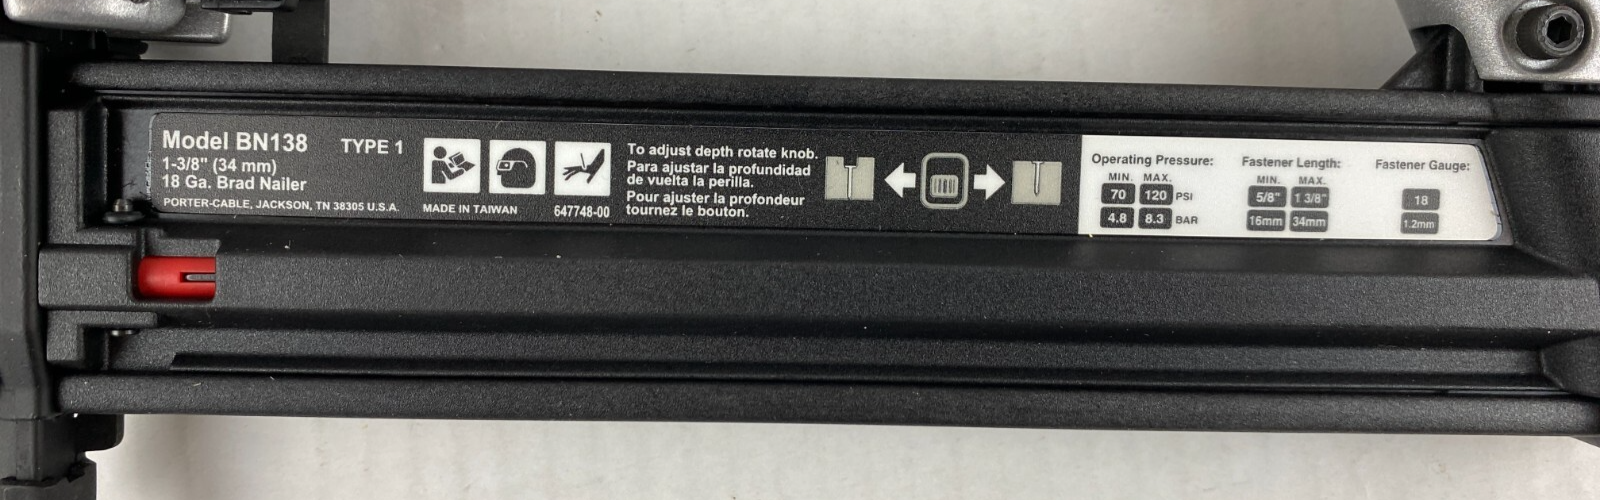 Model BN138
TYPE 1
1-3/8" (34 mm)
18 Ga. Brad Nailer
PORTER-CABLE, JACKSON, TN 38305 U.S.A.
MADE IN TAIWAN
647748-00
To adjust depth rotate knob.
Para ajustar la profundidad
de vuelta la perilla.
Pour ajuster la profondeur
tournez le bouton.
Operating Pressure:
MIN. MAX.
70 120 PSI
4.8 8.3 BAR
Fastener Length:
MIN. MAX.
5/8" 1 3/8"
16mm 34mm
Fastener Gauge:
18
1.2mm